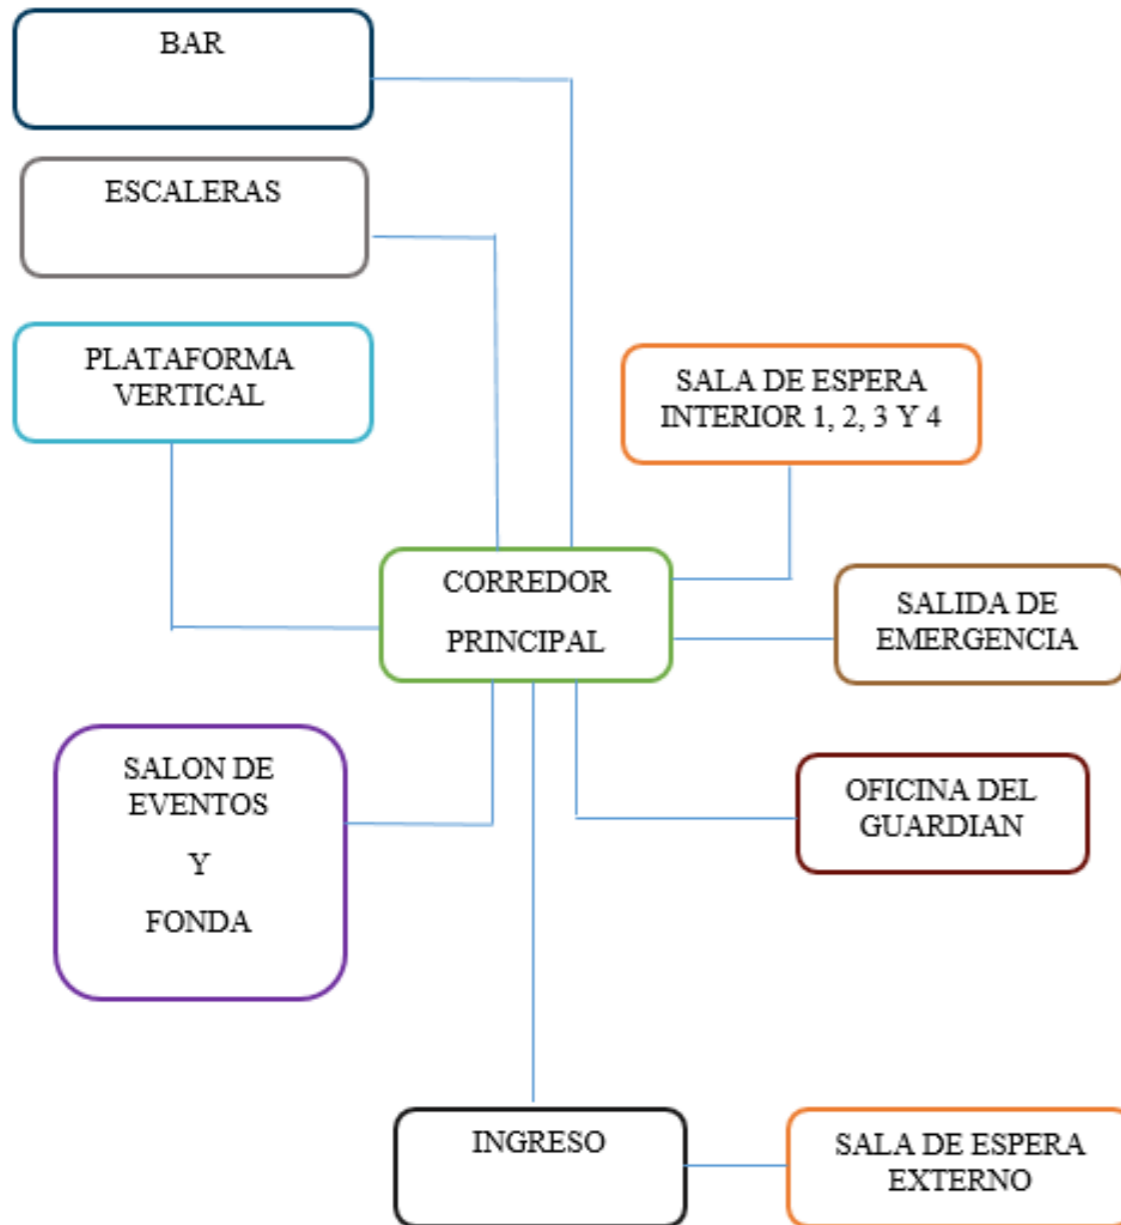 BAR
ESCALERAS
PLATAFORMA
VERTICAL
SALA DE ESPERA
INTERIOR 1, 2, 3 Y 4
CORREDOR
PRINCIPAL
SALIDA DE
EMERGENCIA
SALON DE
EVENTOS
Y
FONDA
OFICINA DEL
GUARDIAN
INGRESO
SALA DE ESPERA
EXTERNO